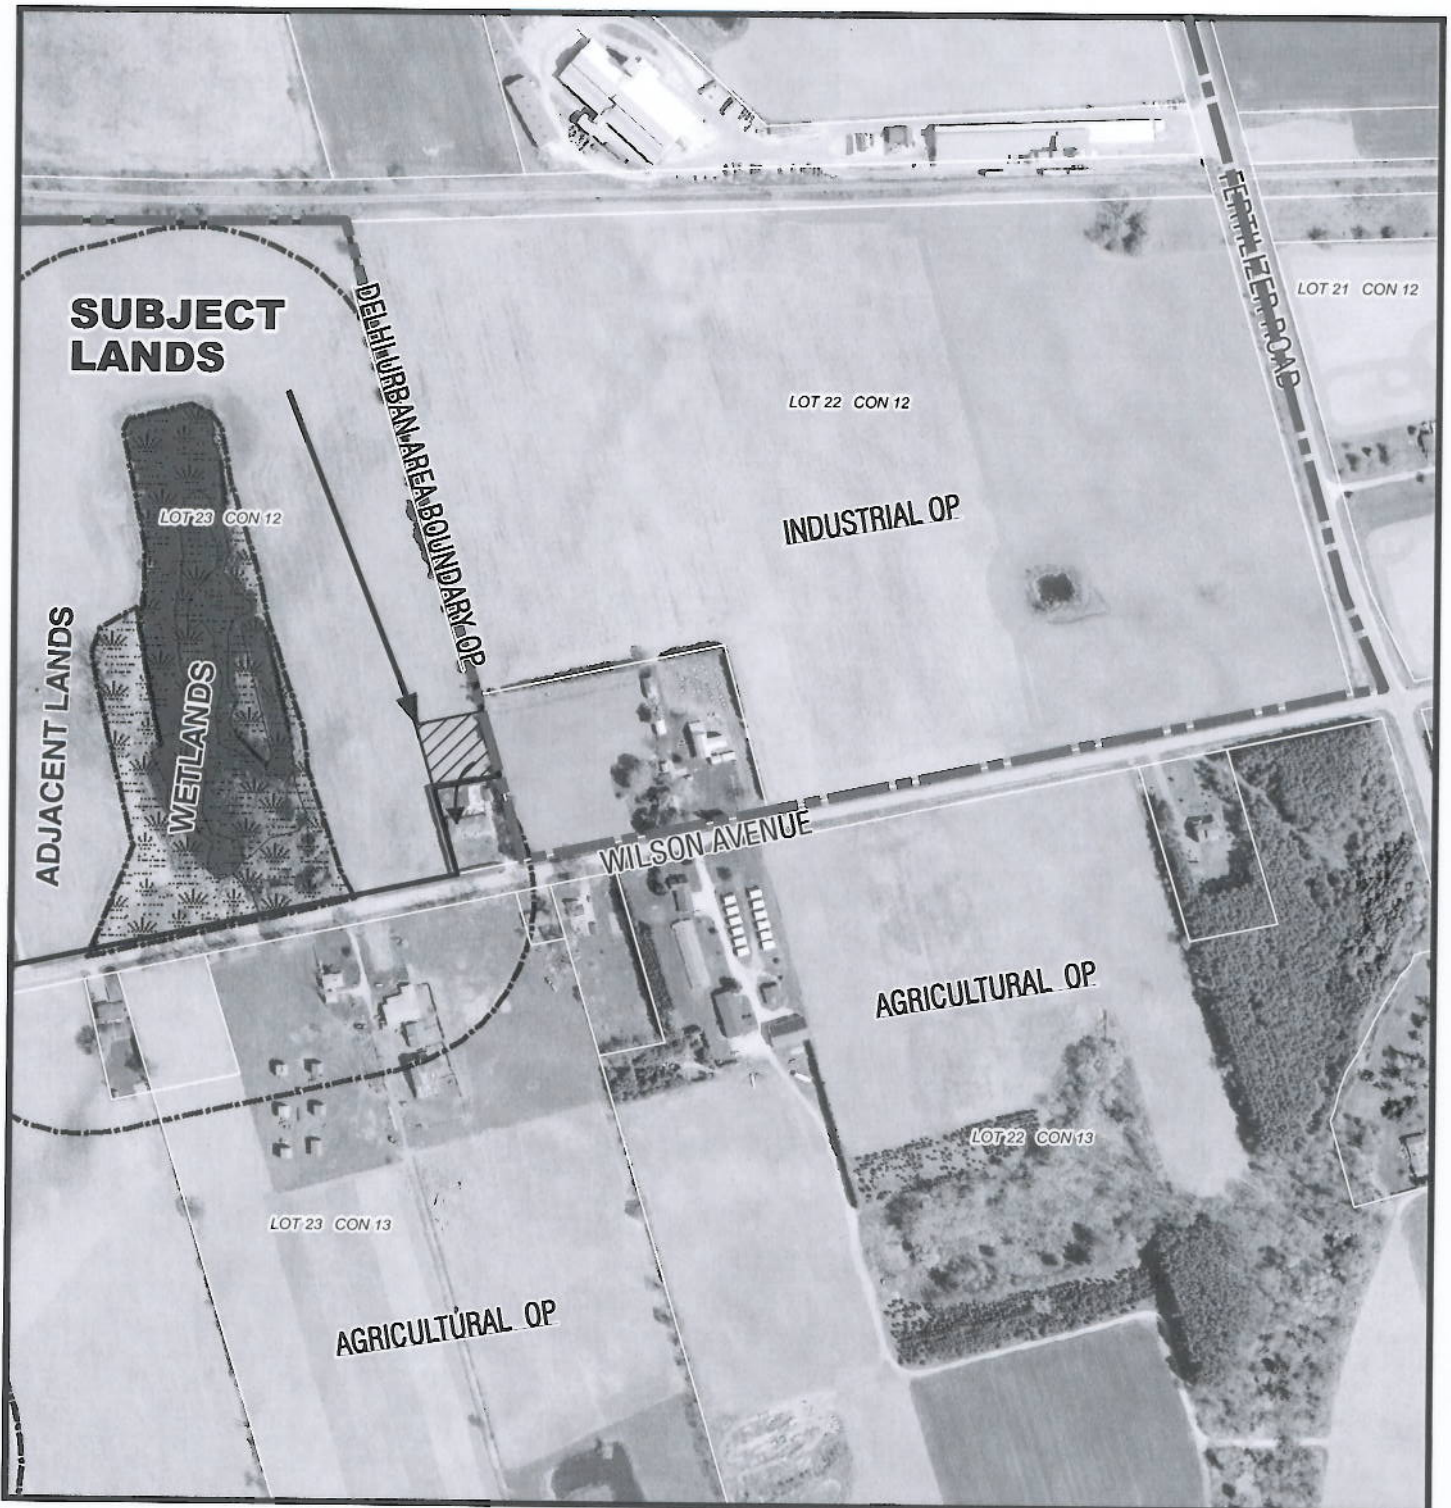 FERTILIZER ROAD
LOT 21 CON 12
SUBJECT
LANDS
DELHI URBAN AREA BOUNDARY OP
LOT 22 CON 12
INDUSTRIAL OP
LOT 23 CON 12
ADJACENT LANDS
WETLANDS
WILSON AVENUE
AGRICULTURAL OP
LOT 22 CON 13
LOT 23 CON 13
AGRICULTURAL OP